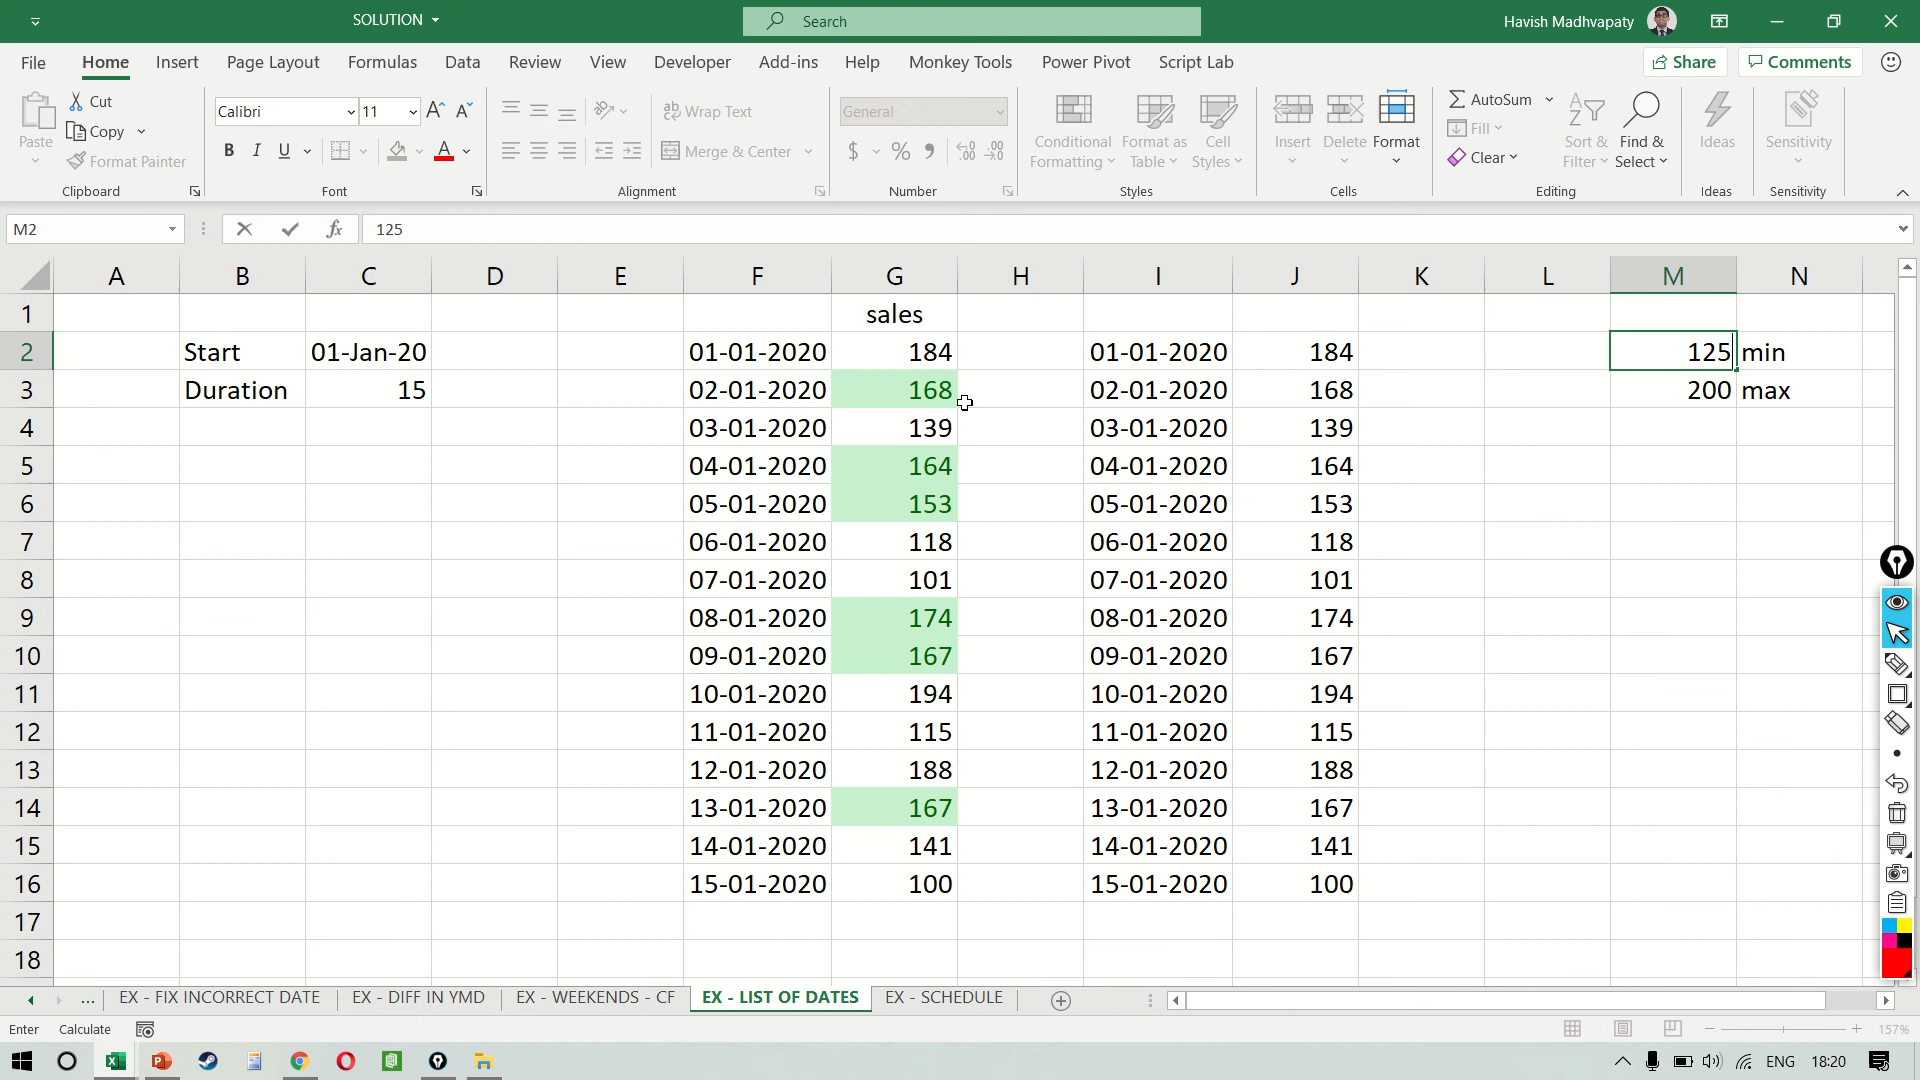 SOLUTION
Search
Havish Madhvapaty
File Home Insert Page Layout Formulas Data Review View Developer Add-ins Help Monkey Tools Power Pivot Script Lab Share Comments
Paste
Cut
Copy
Format Painter
Clipboard
Calibri 11
B I U A
Font
Wrap Text
Merge & Center
Alignment
General
$ % 9
Number
Conditional Formatting
Format as Table
Cell Styles
Styles
Insert
Delete
Format
Cells
AutoSum
Fill
Clear
Sort & Filter
Find & Select
Editing
Ideas
Ideas
Sensitivity
Sensitivity
M2 fx 125
A B C D E F G H I J K L M N
1 sales
2 Start 01-Jan-20 01-01-2020 184 01-01-2020 184 125 min
3 Duration 15 02-01-2020 168 02-01-2020 168 200 max
4 03-01-2020 139 03-01-2020 139
5 04-01-2020 164 04-01-2020 164
6 05-01-2020 153 05-01-2020 153
7 06-01-2020 118 06-01-2020 118
8 07-01-2020 101 07-01-2020 101
9 08-01-2020 174 08-01-2020 174
10 09-01-2020 167 09-01-2020 167
11 10-01-2020 194 10-01-2020 194
12 11-01-2020 115 11-01-2020 115
13 12-01-2020 188 12-01-2020 188
14 13-01-2020 167 13-01-2020 167
15 14-01-2020 141 14-01-2020 141
16 15-01-2020 100 15-01-2020 100
17
18
... EX - FIX INCORRECT DATE EX - DIFF IN YMD EX - WEEKENDS - CF EX - LIST OF DATES EX - SCHEDULE
Enter Calculate 157%
ENG 18:20